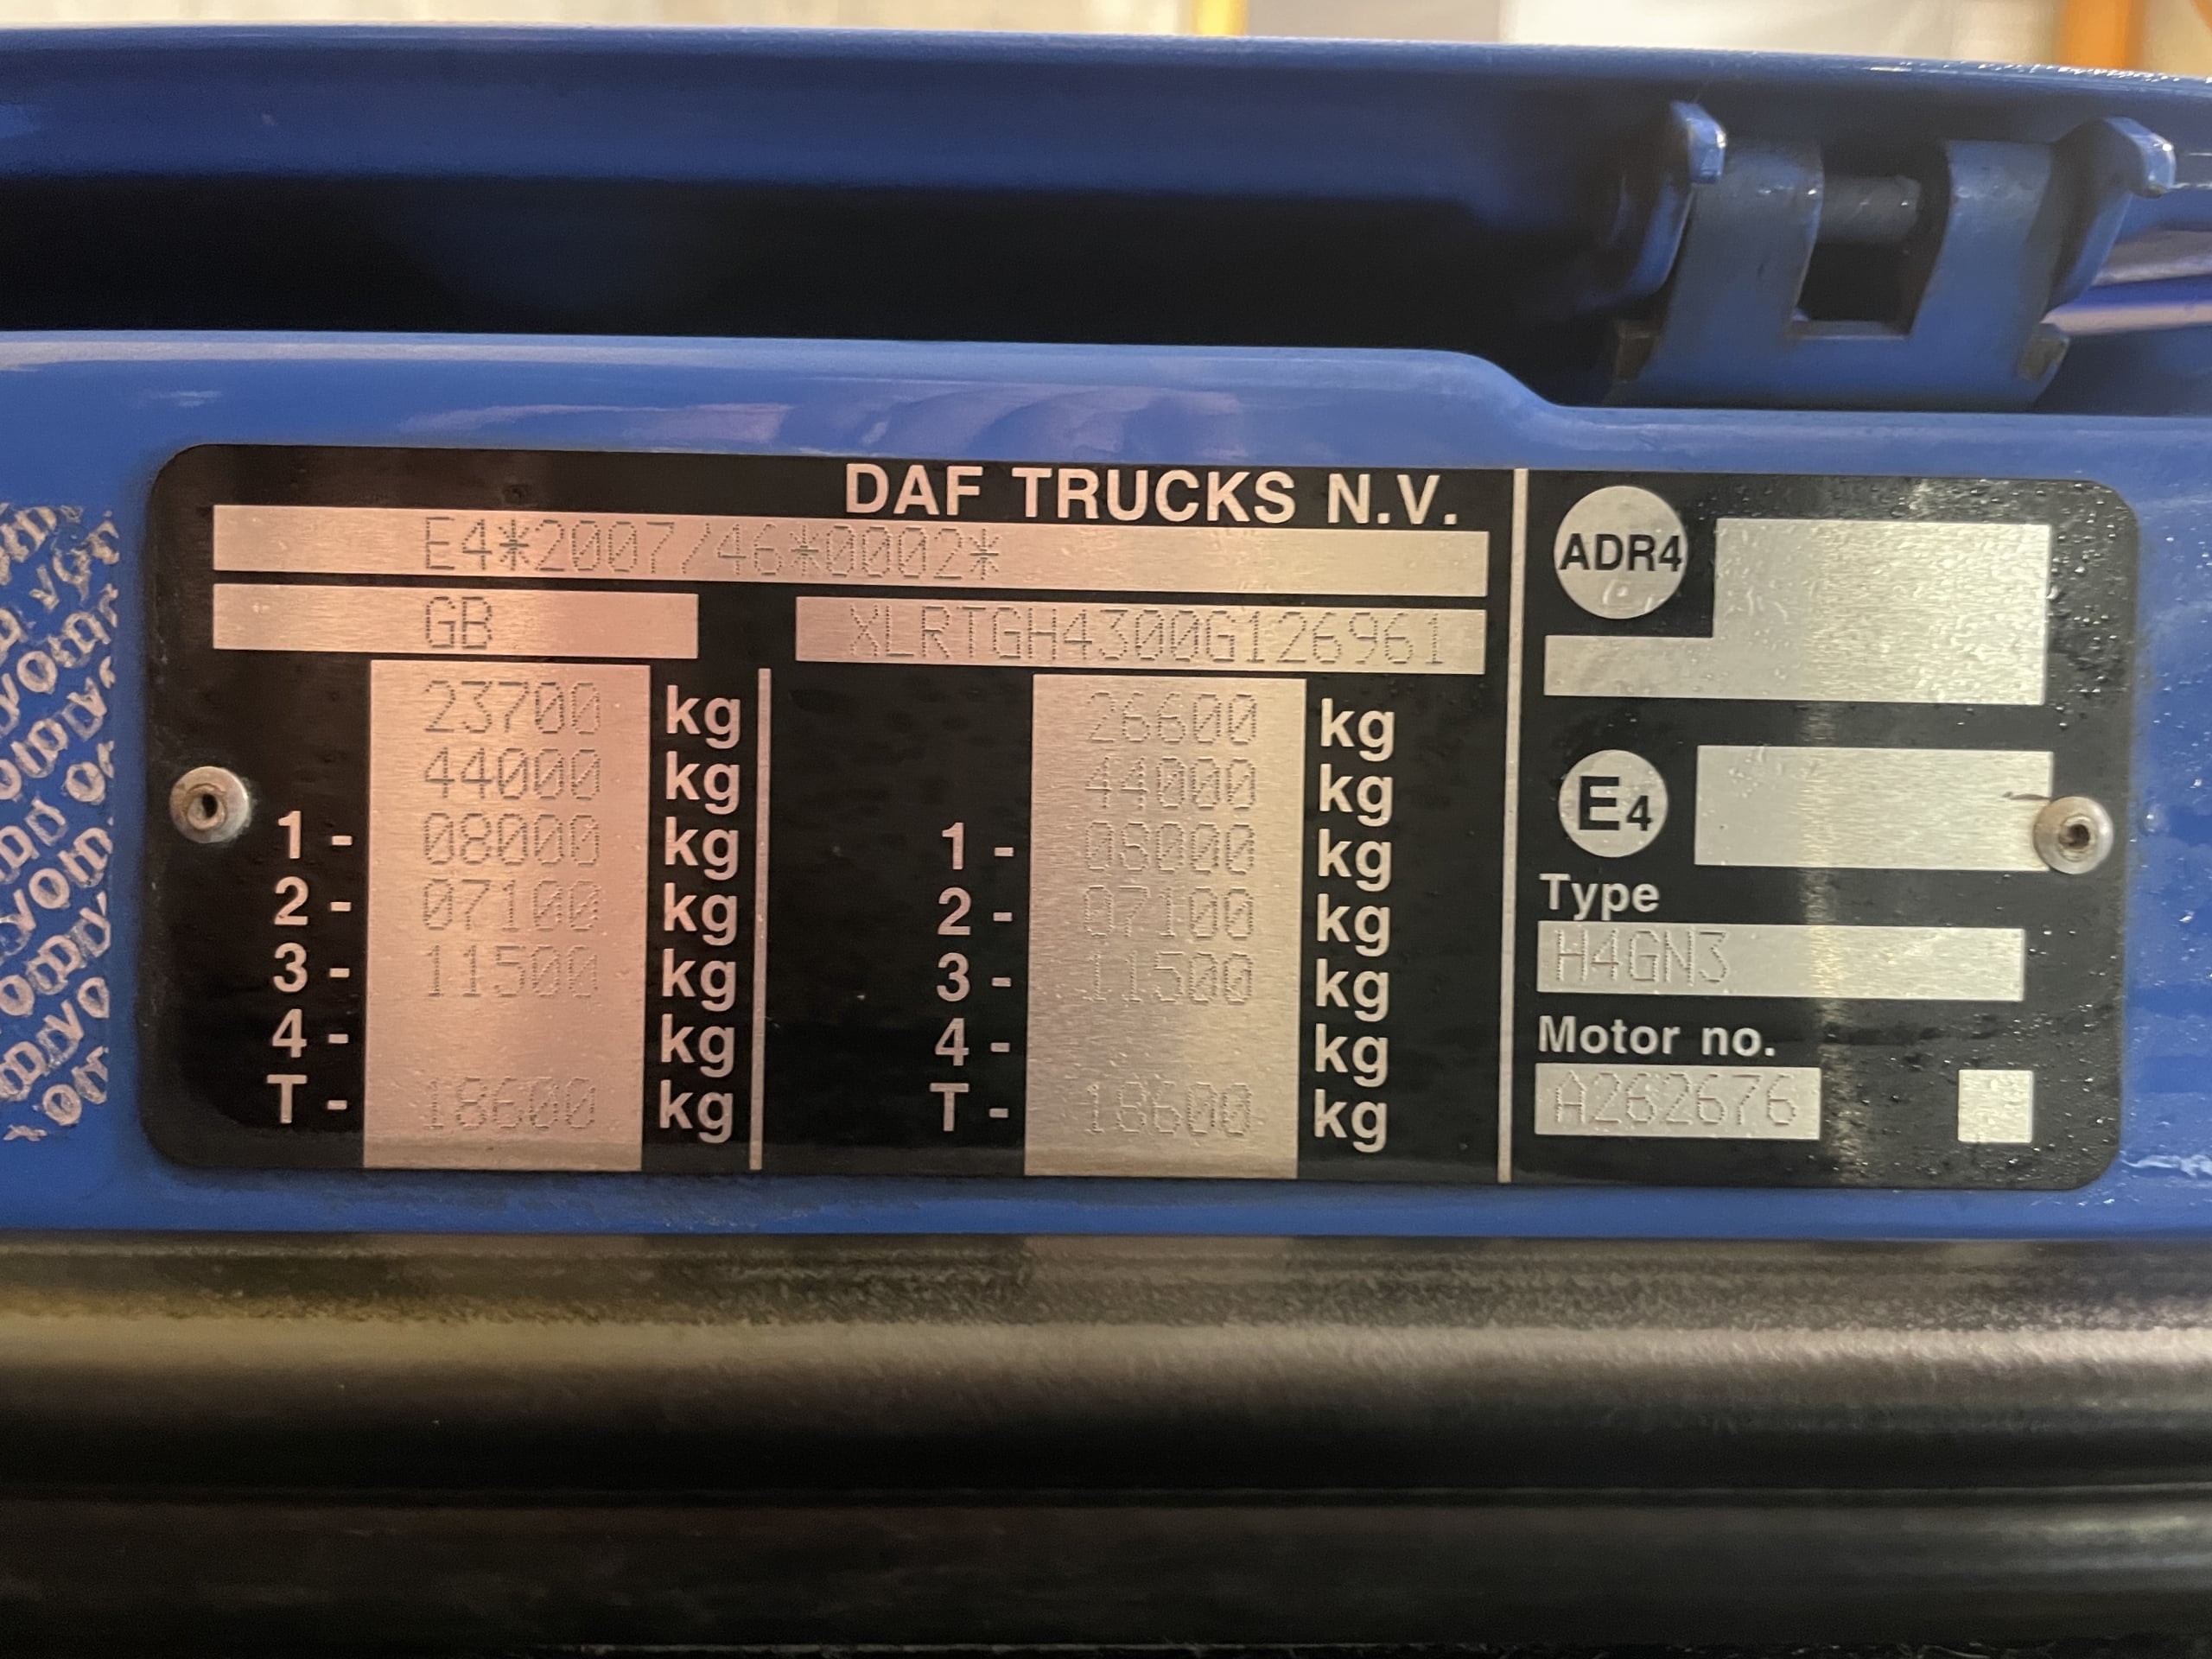 DAF TRUCKS N.V.
E4*2007/46*0002*
GB
XLRTGH4300G126961
23700 kg
44000 kg
1 - 08000 kg
2 - 07100 kg
3 - 11500 kg
4 - kg
T - 18600 kg
26600 kg
44000 kg
1 - 08000 kg
2 - 07100 kg
3 - 11500 kg
4 - kg
T - 18600 kg
ADR4
E4
Type
H4GN3
Motor no.
A262676